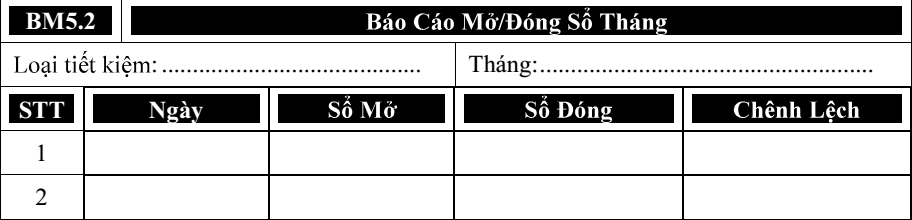 BM5.2 Báo Cáo Mở/Đóng Sổ Tháng
Loại tiết kiệm: .......................................... Tháng:......................................................
STT Ngày Sổ Mở Sổ Đóng Chênh Lệch
1
2